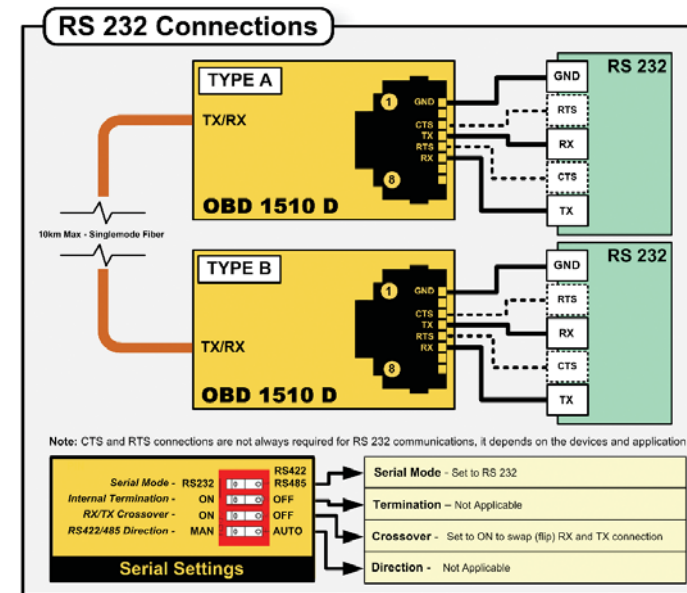 RS 232 Connections
TYPE A
TX/RX
OBD 1510 D
1
8
GND
CTS
TX
RTS
RX
RS 232
GND
RTS
RX
CTS
TX
10km Max - Singlemode Fiber
TYPE B
TX/RX
OBD 1510 D
1
8
GND
CTS
TX
RTS
RX
RS 232
GND
RTS
RX
CTS
TX
Note: CTS and RTS connections are not always required for RS 232 communications, it depends on the devices and application
RS422
Serial Mode - RS232 RS485
Internal Termination - ON OFF
RX/TX Crossover - ON OFF
RS422/485 Direction - MAN AUTO
Serial Settings
Serial Mode - Set to RS 232
Termination – Not Applicable
Crossover - Set to ON to swap (flip) RX and TX connection
Direction - Not Applicable